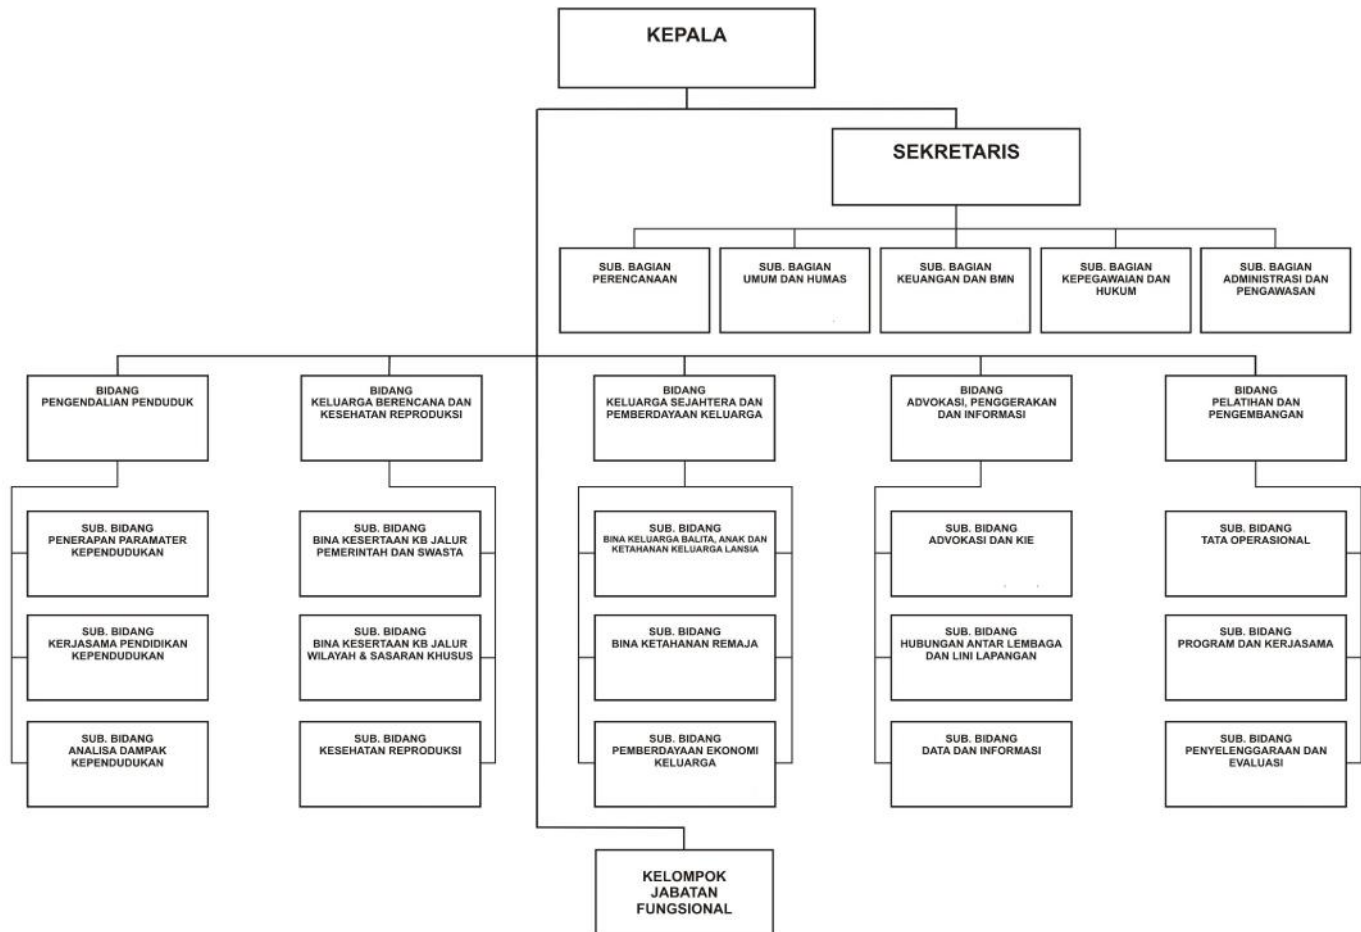 KEPALA
SEKRETARIS
SUB. BAGIAN
PERENCANAAN
SUB. BAGIAN
UMUM DAN HUMAS
SUB. BAGIAN
KEUANGAN DAN BMN
SUB. BAGIAN
KEPEGAWAIAN DAN
HUKUM
SUB. BAGIAN
ADMINISTRASI DAN
PENGAWASAN
BIDANG
PENGENDALIAN PENDUDUK
BIDANG
KELUARGA BERENCANA DAN
KESEHATAN REPRODUKSI
BIDANG
KELUARGA SEJAHTERA DAN
PEMBERDAYAAN KELUARGA
BIDANG
ADVOKASI, PENGGERAKAN
DAN INFORMASI
BIDANG
PELATIHAN DAN
PENGEMBANGAN
SUB. BIDANG
PENERAPAN PARAMATER
KEPENDUDUKAN
SUB. BIDANG
BINA KESERTAAN KB JALUR
PEMERINTAH DAN SWASTA
SUB. BIDANG
BINA KELUARGA BALITA, ANAK DAN
KETAHANAN KELUARGA LANSIA
SUB. BIDANG
ADVOKASI DAN KIE
SUB. BIDANG
TATA OPERASIONAL
SUB. BIDANG
KERJASAMA PENDIDIKAN
KEPENDUDUKAN
SUB. BIDANG
BINA KESERTAAN KB JALUR
WILAYAH & SASARAN KHUSUS
SUB. BIDANG
BINA KETAHANAN REMAJA
SUB. BIDANG
HUBUNGAN ANTAR LEMBAGA
DAN LINI LAPANGAN
SUB. BIDANG
PROGRAM DAN KERJASAMA
SUB. BIDANG
ANALISA DAMPAK
KEPENDUDUKAN
SUB. BIDANG
KESEHATAN REPRODUKSI
SUB. BIDANG
PEMBERDAYAAN EKONOMI
KELUARGA
SUB. BIDANG
DATA DAN INFORMASI
SUB. BIDANG
PENYELENGGARAAN DAN
EVALUASI
KELOMPOK
JABATAN
FUNGSIONAL